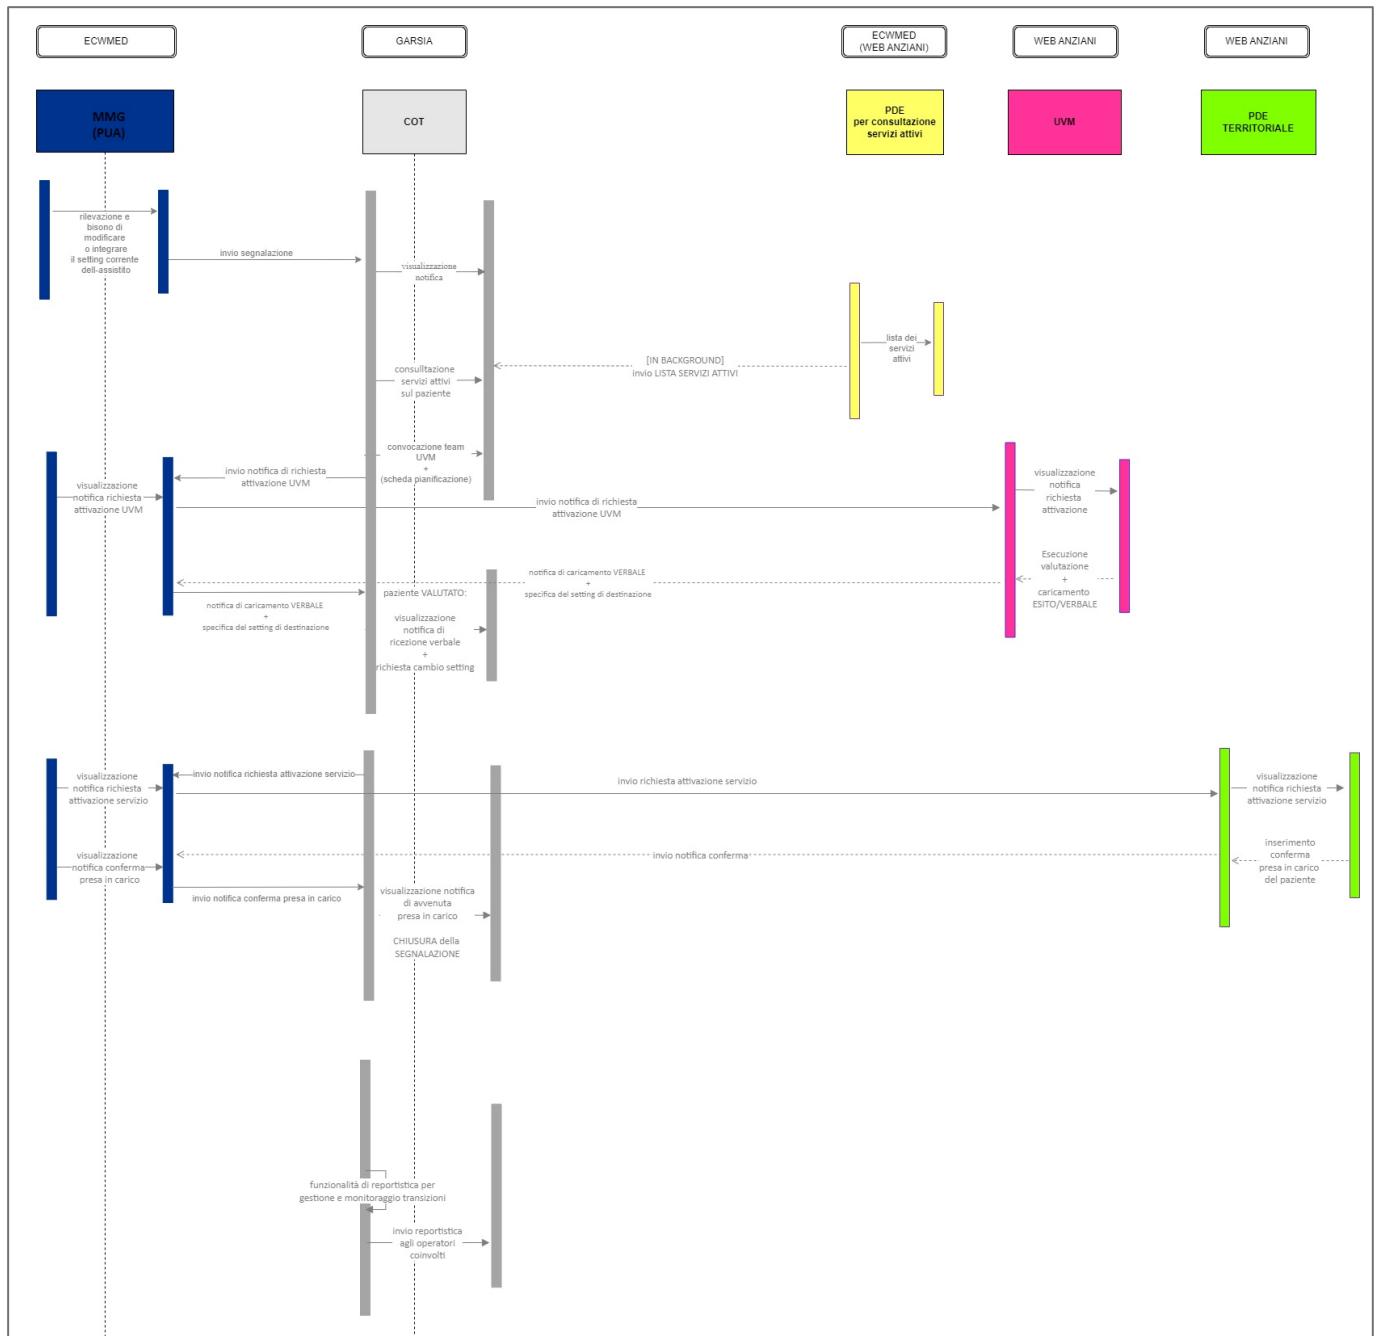 ECWMED
GARSIA
ECWMED
(WEB ANZIANI)
WEB ANZIANI
WEB ANZIANI
MMG
(PUA)
COT
PDE
per consultazione
servizi attivi
UVM
PDE
TERRITORIALE
rilevazione e
bisono di
modificare
o integrare
il setting corrente
dell-assistito
invio segnalazione
visualizzazione
notifica
lista dei
servizi
attivi
[IN BACKGROUND]
invio LISTA SERVIZI ATTIVI
consulltazione
servizi attivi
sul paziente
convocazione team
UVM
+
(scheda pianificazione)
invio notifica di richiesta
attivazione UVM
visualizzazione
notifica richiesta
attivazione UVM
visualizzazione
notifica
richiesta
attivazione
invio notifica di richiesta
attivazione UVM
Esecuzione
valutazione
+
caricamento
ESITO/VERBALE
notifica di caricamento VERBALE
+
specifica del setting di destinazione
paziente VALUTATO:
notifica di caricamento VERBALE
+
specifica del setting di destinazione
visualizzazione
notifica di
ricezione verbale
+
richiesta cambio setting
visualizzazione
notifica richiesta
attivazione servizio
invio notifica richiesta attivazione servizio
invio richiesta attivazione servizio
visualizzazione
notifica richiesta
attivazione servizio
visualizzazione
notifica conferma
presa in carico
invio notifica conferma
inserimento
conferma
presa in carico
del paziente
invio notifica conferma presa in carico
visualizzazione notifica
di avvenuta
presa in carico
CHIUSURA della
SEGNALAZIONE
funzionalità di reportistica per
gestione e monitoraggio transizioni
invio reportistica
agli operatori
coinvolti